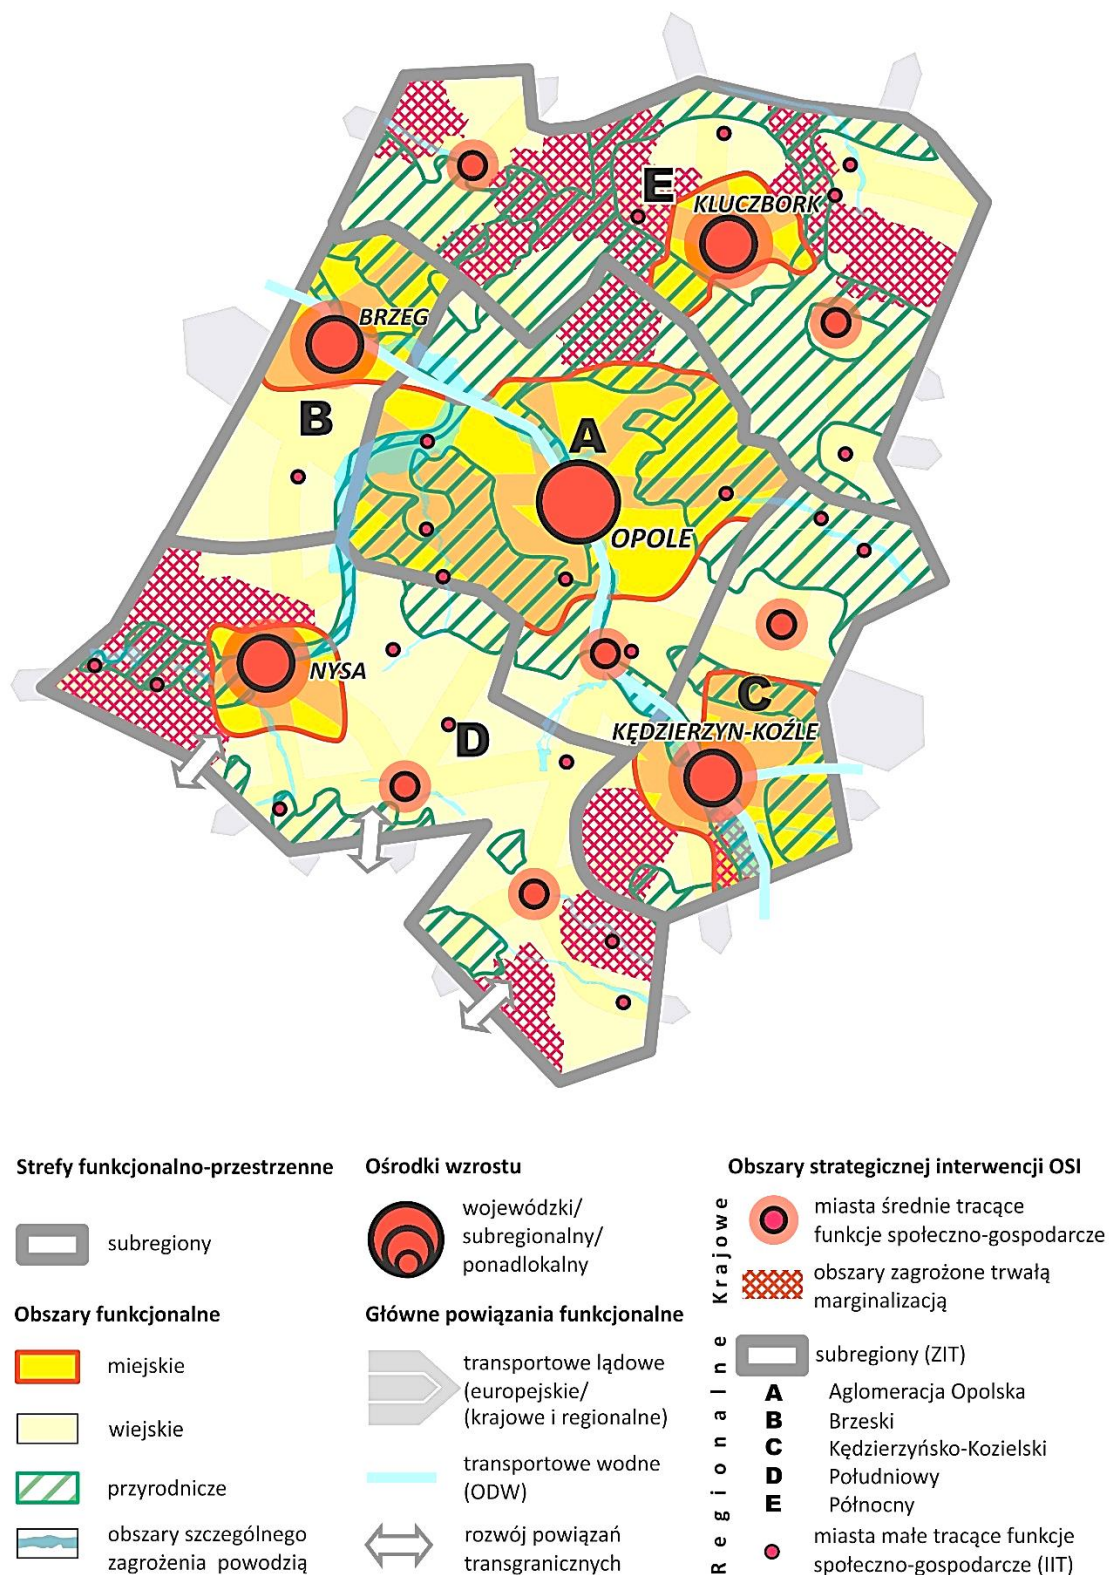 E
KLUCZBORK
BRZEG
B
A
OPOLE
NYSA
C
D
KĘDZIERZYN-KOŹLE
Strefy funkcjonalno-przestrzenne
subregiony
Obszary funkcjonalne
miejskie
wiejskie
przyrodnicze
obszary szczególnego
zagrożenia powodzią
Ośrodki wzrostu
wojewódzki/
subregionalny/
ponadlokalny
Główne powiązania funkcjonalne
transportowe lądowe
(europejskie/
(krajowe i regionalne)
transportowe wodne
(ODW)
rozwój powiązań
transgranicznych
Obszary strategicznej interwencji OSI
Krajowe
miasta średnie tracące
funkcje społeczno-gospodarcze
obszary zagrożone trwałą
marginalizacją
Regionalne
subregiony (ZIT)
A Aglomeracja Opolska
B Brzeski
C Kędzierzyńsko-Kozielski
D Południowy
E Północny
miasta małe tracące funkcje
społeczno-gospodarcze (IIT)